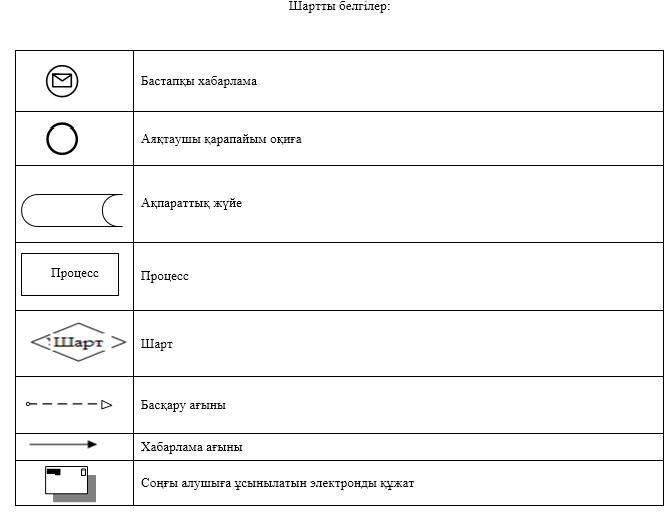 Шартты белгілер:
Бастапқы хабарлама
Аяқтаушы қарапайым оқиға
Ақпараттық жүйе
Процесс
Процесс
Шарт
Шарт
Басқару ағыны
Хабарлама ағыны
Соңғы алушыға ұсынылатын электронды құжат